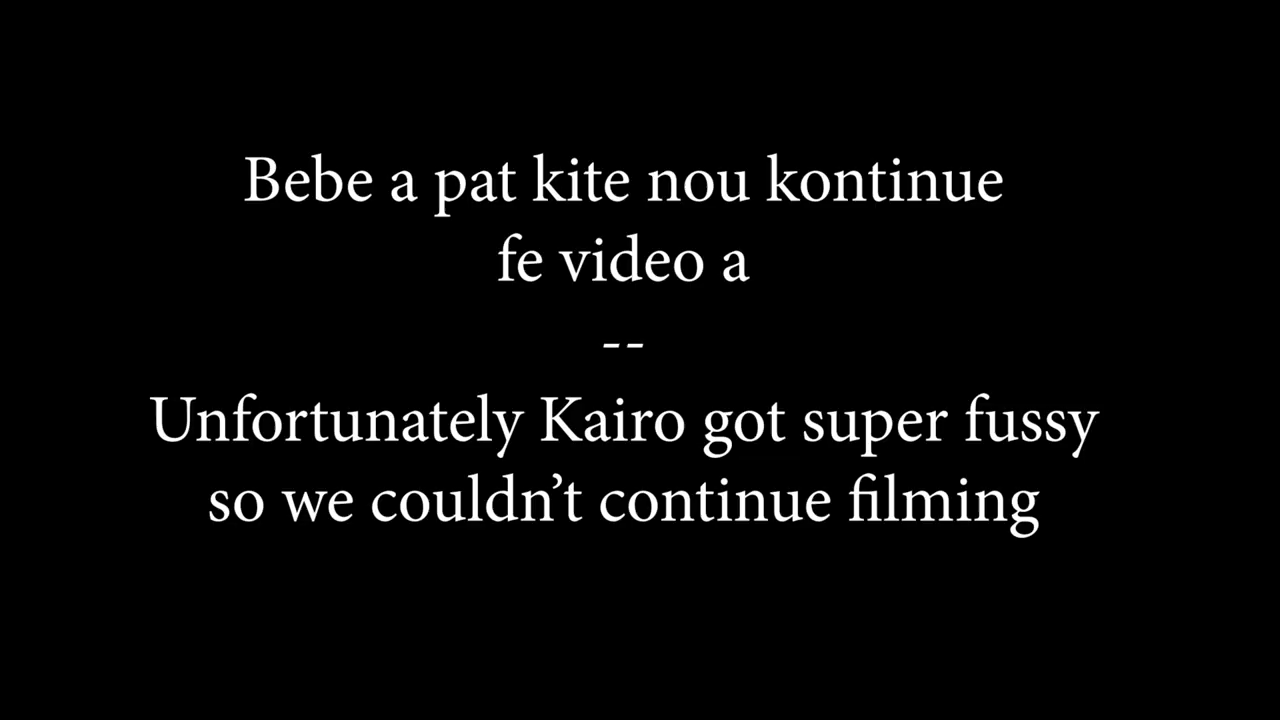 Bebe a pat kite nou kontinue
fe video a
--
Unfortunately Kairo got super fussy
so we couldn’t continue filming